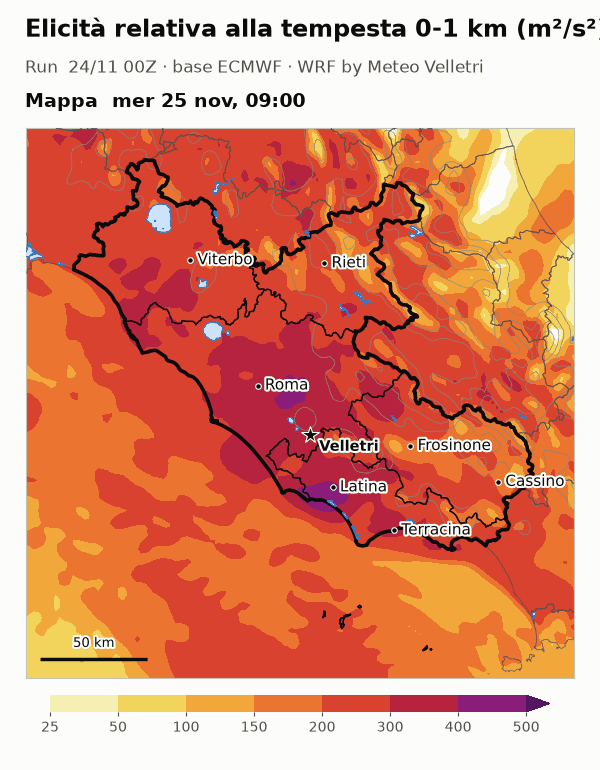 Elicità relativa alla tempesta 0-1 km (m²/s²)
Run 24/11 00Z · base ECMWF · WRF by Meteo Velletri
Mappa mer 25 nov, 09:00
Viterbo
Rieti
Roma
Velletri
Frosinone
Latina
Cassino
Terracina
50 km
25 50 100 150 200 300 400 500